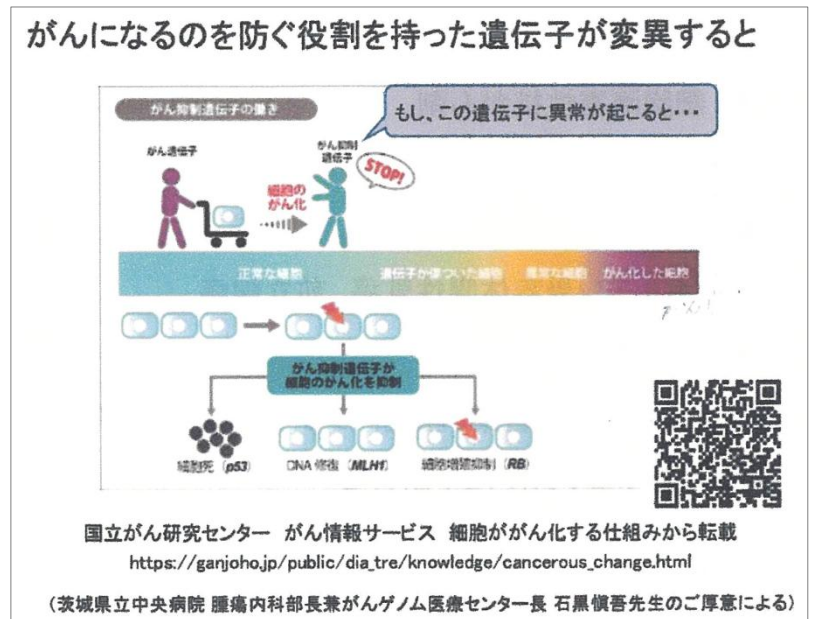 がんになるのを防ぐ役割を持った遺伝子が変異すると
がん抑制遺伝子の働き
もし、この遺伝子に異常が起こると・・・
がん遺伝子
がん抑制
遺伝子
STOP!
細胞の
がん化
正常な細胞
遺伝子が傷ついた細胞
異常な細胞
がん化した細胞
がん抑制遺伝子が
細胞のがん化を抑制
細胞死（p53）
DNA修復（MLH1）
細胞増殖抑制（RB）
国立がん研究センター　がん情報サービス　細胞ががん化する仕組みから転載
https://ganjoho.jp/public/dia_tre/knowledge/cancerous_change.html
（茨城県立中央病院 腫瘍内科部長兼がんゲノム医療センター長 石黒愼吾先生のご厚意による）